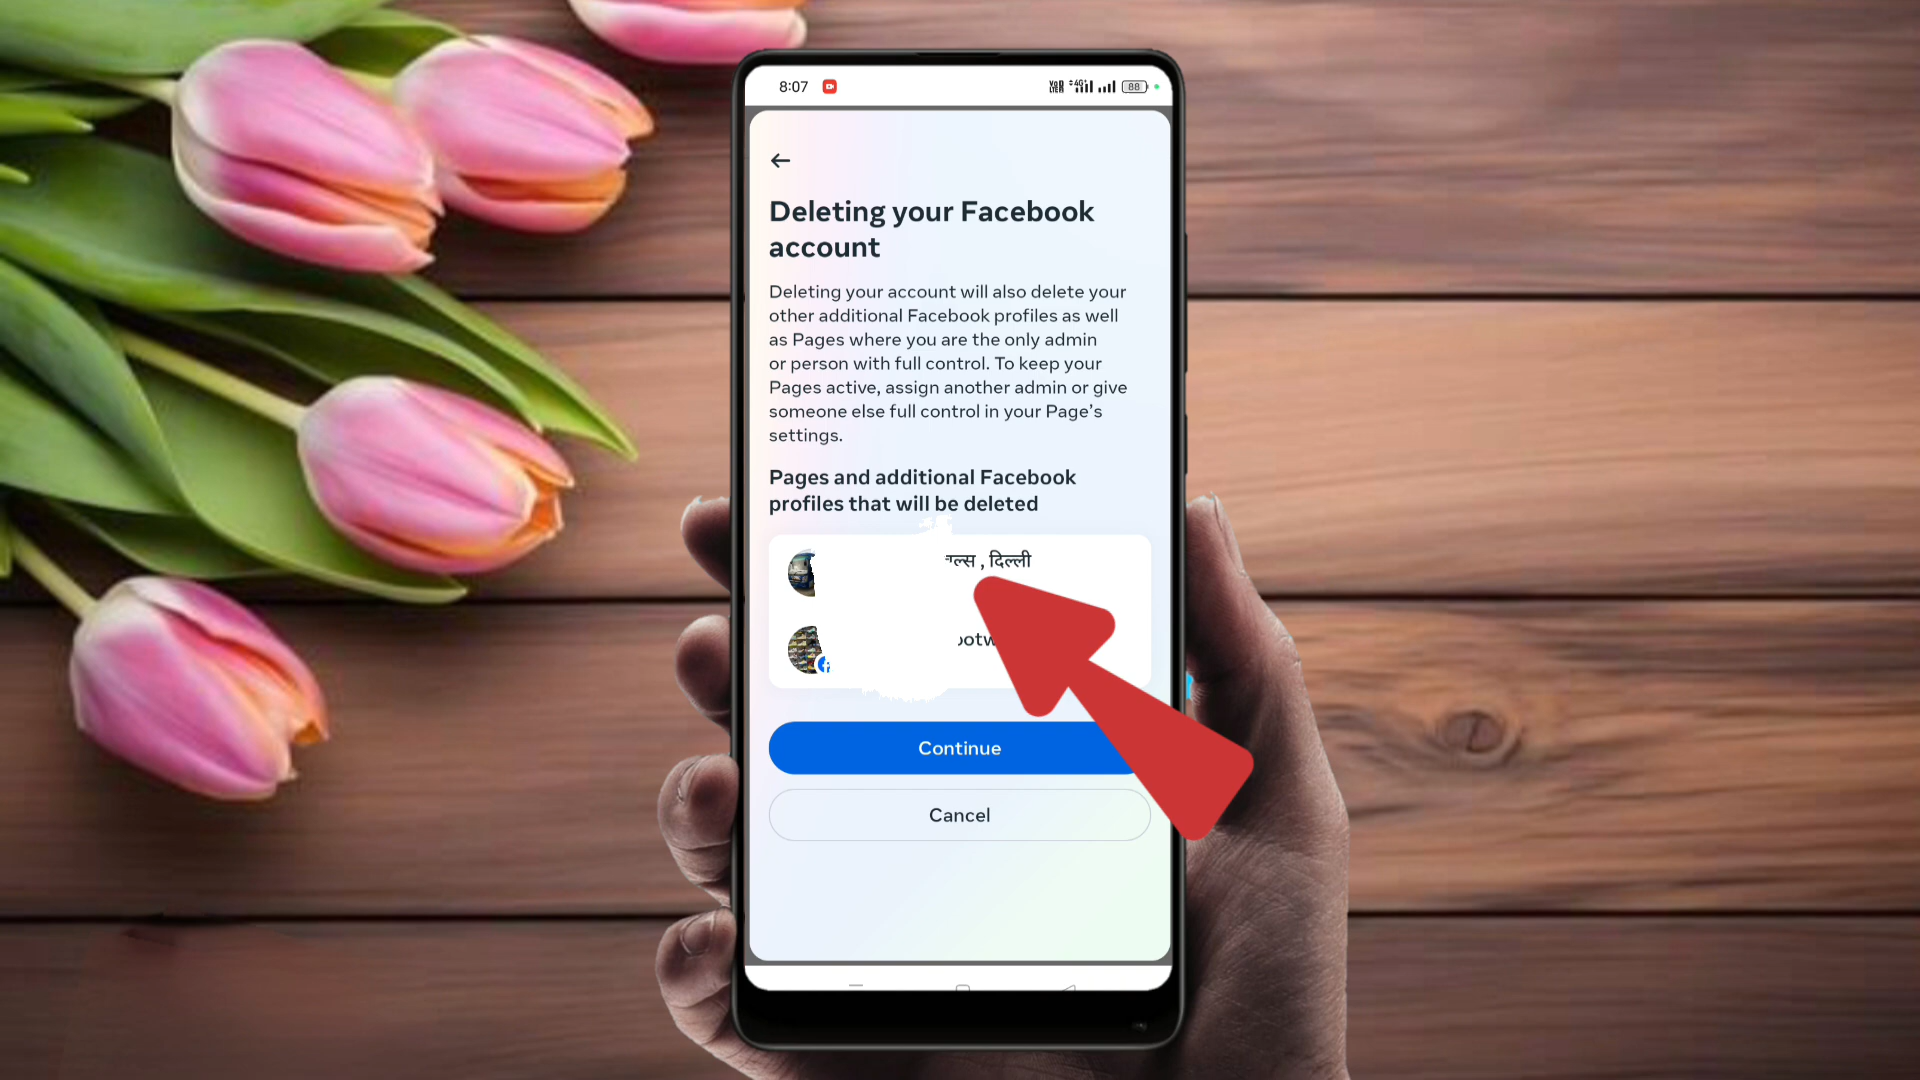 8:07
88
Deleting your Facebook
account
Deleting your account will also delete your
other additional Facebook profiles as well
as Pages where you are the only admin
or person with full control. To keep your
Pages active, assign another admin or give
someone else full control in your Page’s
settings.
Pages and additional Facebook
profiles that will be deleted
दिल्ली
Continue
Cancel